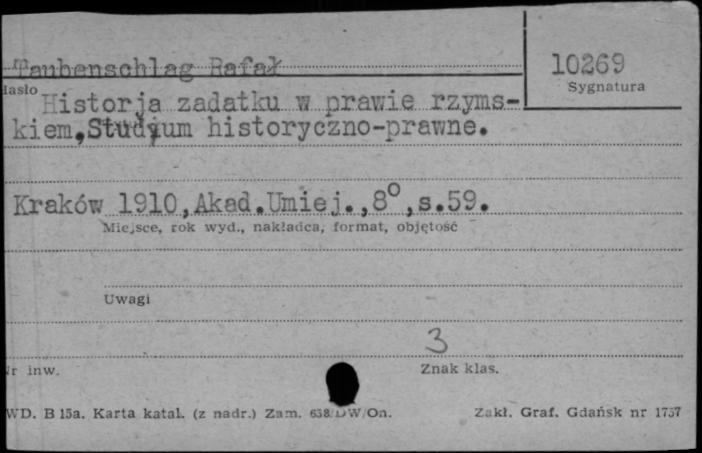 Taubenschlag Rafał
10269
Sygnatura
Hasło
Historja zadatku w prawie rzyms-
kiem,Studyum historyczno-prawne.
Kraków 1910,Akad.Umiej.,8°,s.59.
Miejsce, rok wyd., nakładca, format, objętość
Uwagi
3
Nr inw.
Znak klas.
WD. B 15a. Karta katal. (z nadr.) Zam. 638/DW/On.
Zakł. Graf. Gdańsk nr 1757